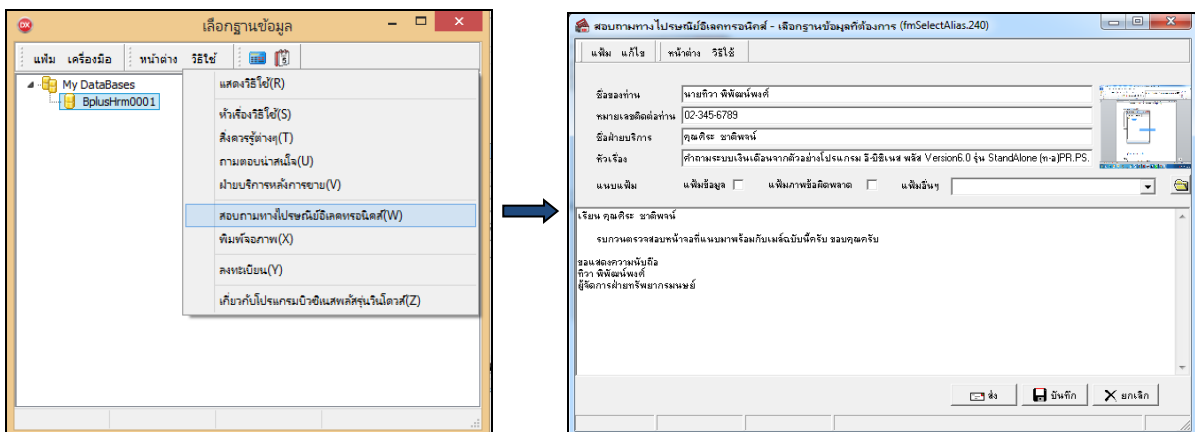 เลือกฐานข้อมูล
แฟ้ม เครื่องมือ หน้าต่าง วิธีใช้
My DataBases
BplusHrm0001
แสดงวิธีใช้(R)
หัวเรื่องวิธีใช้(S)
สิ่งควรรู้ต่างๆ(T)
ถามตอบน่าสนใจ(U)
ฝ่ายบริการหลังการขาย(V)
สอบถามทางไปรษณีย์อิเลคทรอนิคส์(W)
พิมพ์จอภาพ(X)
ลงทะเบียน(Y)
เกี่ยวกับโปรแกรมบิวซิเนสพลัสรุ่นวินโดวส์(Z)
สอบถามทางไปรษณีย์อิเลคทรอนิคส์ - เลือกฐานข้อมูลที่ต้องการ (fmSelectAlias.240)
แฟ้ม แก้ไข หน้าต่าง วิธีใช้
ชื่อของท่าน นายทิวา พิพัฒน์พงศ์
หมายเลขติดต่อท่าน 02-345-6789
ชื่อฝ่ายบริการ คุณศิระ ชาติพจน์
หัวเรื่อง คำถามระบบเงินเดือนจากตัวอย่างโปรแกรม อี-บิซิเนส พลัส Version6.0 รุ่น StandAlone (ท-a)PR.PS.
แนบแฟ้ม แฟ้มข้อมูล แฟ้มภาพข้อผิดพลาด แฟ้มอื่นๆ
เรียน คุณศิระ ชาติพจน์
รบกวนตรวจสอบหน้าจอที่แนบมาพร้อมกับเมล์ฉบับนี้ครับ ขอบคุณครับ
ขอแสดงความนับถือ
ทิวา พิพัฒน์พงศ์
ผู้จัดการฝ่ายทรัพยากรมนุษย์
ส่ง บันทึก ยกเลิก